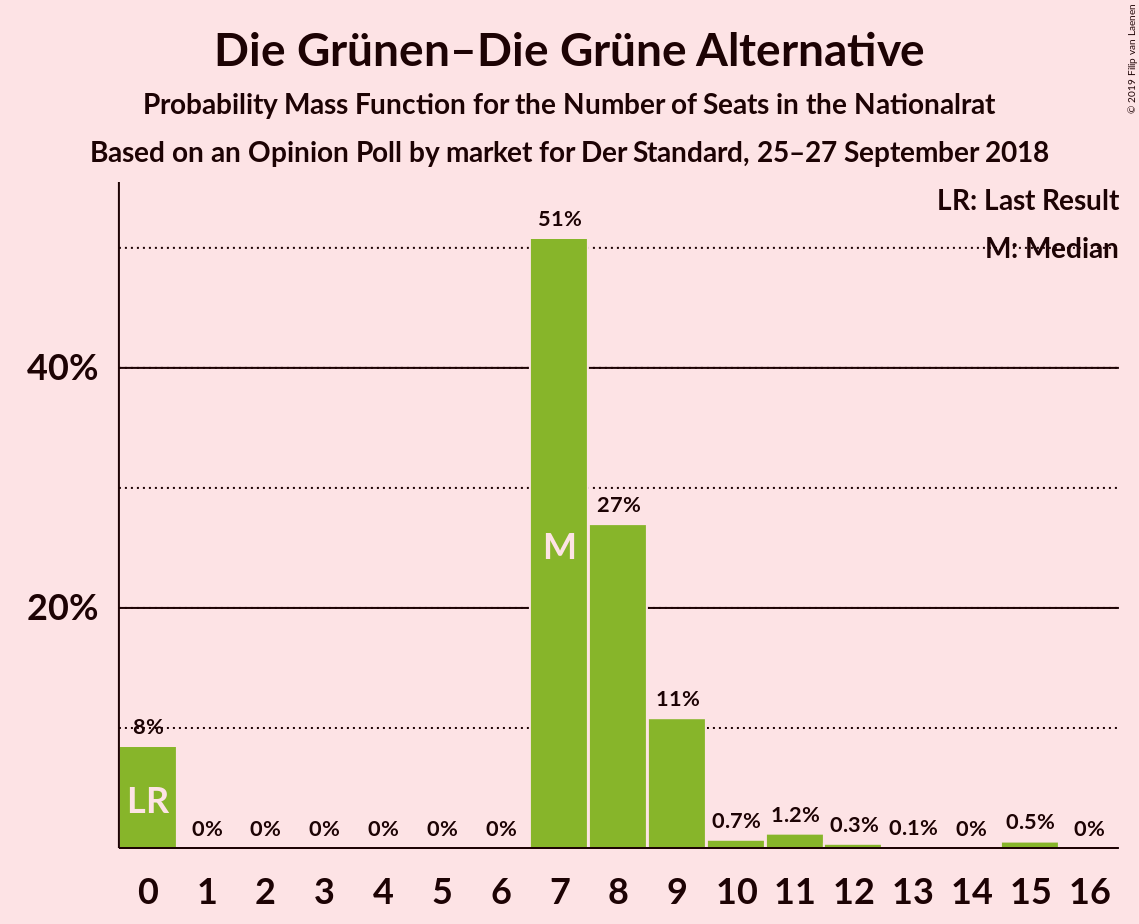 Die Grünen–Die Grüne Alternative
Probability Mass Function for the Number of Seats in the Nationalrat
Based on an Opinion Poll by market for Der Standard, 25–27 September 2018
© 2019 Filip van Laenen
LR: Last Result
M: Median
51%
40%
27%
M
20%
11%
8%
LR
0% 0% 0% 0% 0% 0% 0.7% 1.2% 0.3% 0.1% 0% 0.5% 0%
0 1 2 3 4 5 6 7 8 9 10 11 12 13 14 15 16